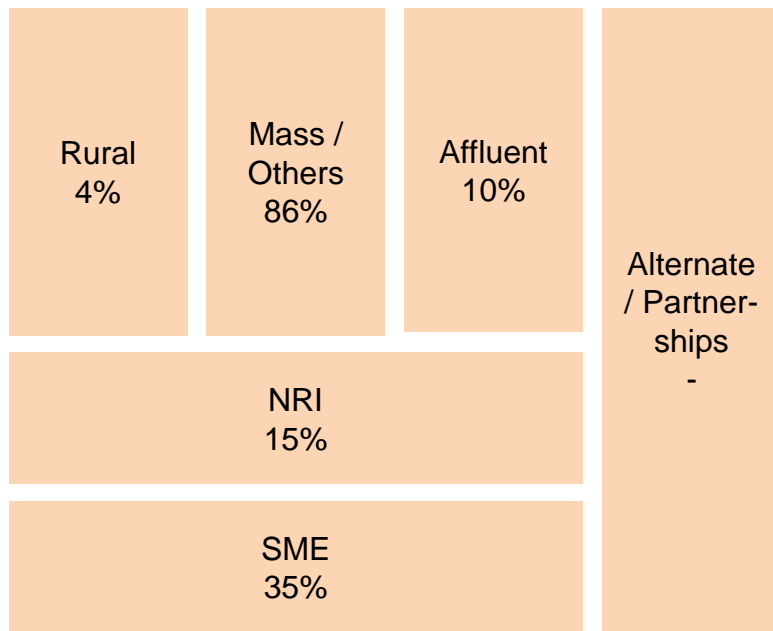 Rural
4%
Mass /
Others
86%
Affluent
10%
Alternate
/ Partner-
ships
-
NRI
15%
SME
35%